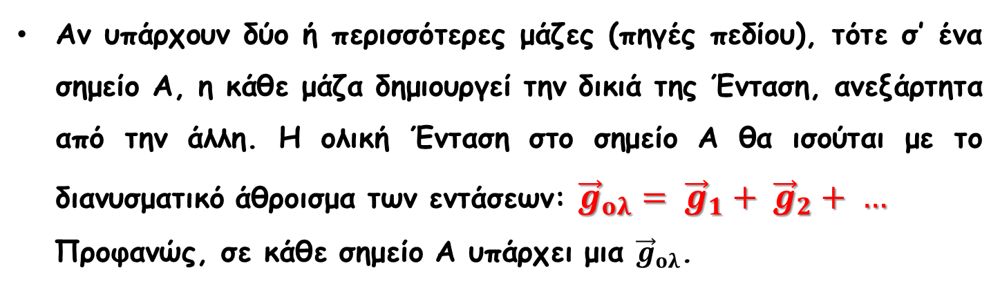 • Αν υπάρχουν δύο ή περισσότερες μάζες (πηγές πεδίου), τότε σ' ένα
σημείο Α, η κάθε μάζα δημιουργεί την δικιά της Ένταση, ανεξάρτητα
από την άλλη. Η ολική Ένταση στο σημείο Α θα ισούται με το
διανυσματικό άθροισμα των εντάσεων: $\vec{g}_{ολ} = \vec{g}_1 + \vec{g}_2 + ...$
Προφανώς, σε κάθε σημείο Α υπάρχει μια $\vec{g}_{ολ}$.